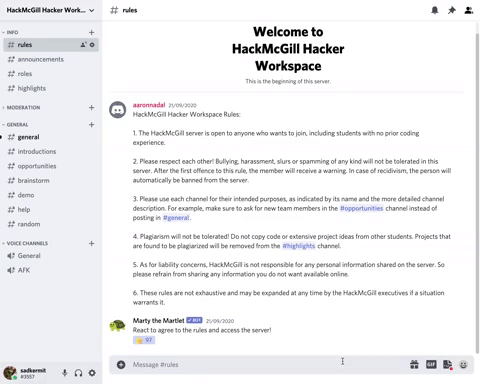 HackMcGill Hacker Work...
# rules
INFO
# rules
# announcements
# roles
# highlights
MODERATION
GENERAL
# general
# introductions
# opportunities
# brainstorm
# demo
# help
# random
VOICE CHANNELS
General
AFK
sadkermit
#3557
Welcome to
HackMcGill Hacker
Workspace
This is the beginning of this server.
aaronnadal 21/09/2020
HackMcGill Hacker Workspace Rules:
1. The HackMcGill server is open to anyone who wants to join, including students with no prior coding
experience.
2. Please respect each other! Bullying, harassment, slurs or spamming of any kind will not be tolerated in this
server. After the first offence to this rule, the member will receive a warning. In case of recidivism, the person will
automatically be banned from the server.
3. Please use each channel for their intended purposes, as indicated by its name and the more detailed channel
description. For example, make sure to ask for new team members in the #opportunities channel instead of
posting in #general.
4. Plagiarism will not be tolerated! Do not copy code or extensive project ideas from other students. Projects that
are found to be plagiarized will be removed from the #highlights channel.
5. As for liability concerns, HackMcGill is not responsible for any personal information shared on the server. So
please refrain from sharing any information you do not want available online.
6. These rules are not exhaustive and may be expanded at any time by the HackMcGill executives if a situation
warrants it.
Marty the Martlet BOT 21/09/2020
React to agree to the rules and access the server!
97
Message #rules
GIF